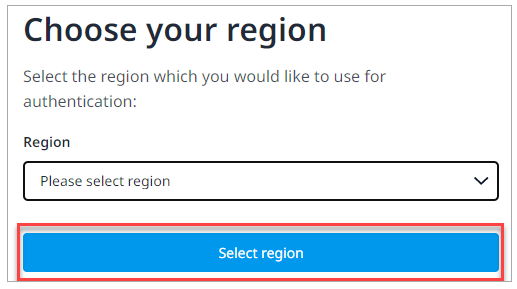 Choose your region
Select the region which you would like to use for
authentication:
Region
Please select region
Select region